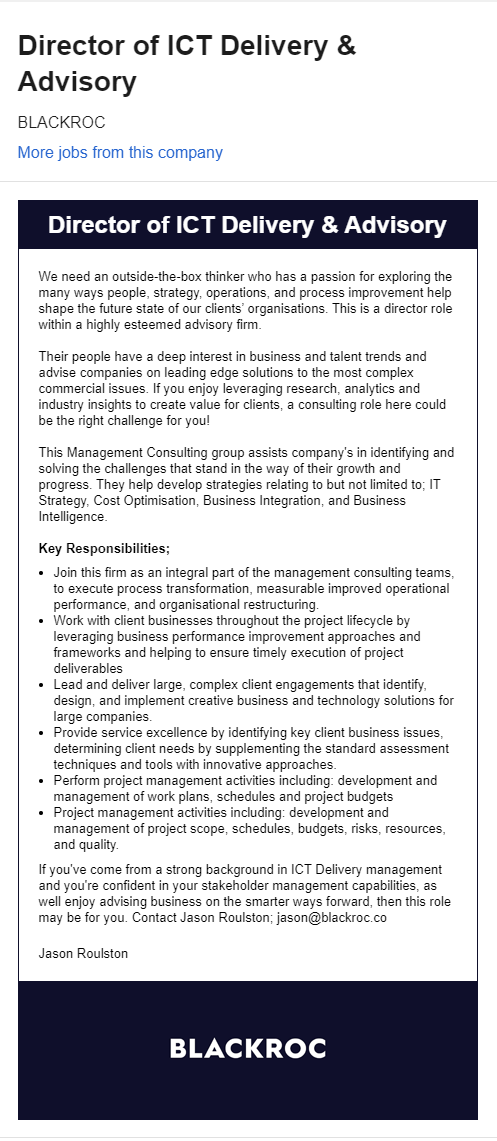 Director of ICT Delivery &
Advisory
BLACKROC
More jobs from this company
Director of ICT Delivery & Advisory
We need an outside-the-box thinker who has a passion for exploring the
many ways people, strategy, operations, and process improvement help
shape the future state of our clients' organisations. This is a director role
within a highly esteemed advisory firm.
Their people have a deep interest in business and talent trends and
advise companies on leading edge solutions to the most complex
commercial issues. If you enjoy leveraging research, analytics and
industry insights to create value for clients, a consulting role here could
be the right challenge for you!
This Management Consulting group assists company's in identifying and
solving the challenges that stand in the way of their growth and
progress. They help develop strategies relating to but not limited to; IT
Strategy, Cost Optimisation, Business Integration, and Business
Intelligence.
Key Responsibilities;
• Join this firm as an integral part of the management consulting teams,
to execute process transformation, measurable improved operational
performance, and organisational restructuring.
• Work with client businesses throughout the project lifecycle by
leveraging business performance improvement approaches and
frameworks and helping to ensure timely execution of project
deliverables
• Lead and deliver large, complex client engagements that identify,
design, and implement creative business and technology solutions for
large companies.
• Provide service excellence by identifying key client business issues,
determining client needs by supplementing the standard assessment
techniques and tools with innovative approaches.
• Perform project management activities including: development and
management of work plans, schedules and project budgets
• Project management activities including: development and
management of project scope, schedules, budgets, risks, resources,
and quality.
If you've come from a strong background in ICT Delivery management
and you're confident in your stakeholder management capabilities, as
well enjoy advising business on the smarter ways forward, then this role
may be for you. Contact Jason Roulston; jason@blackroc.co
Jason Roulston
BLACKROC